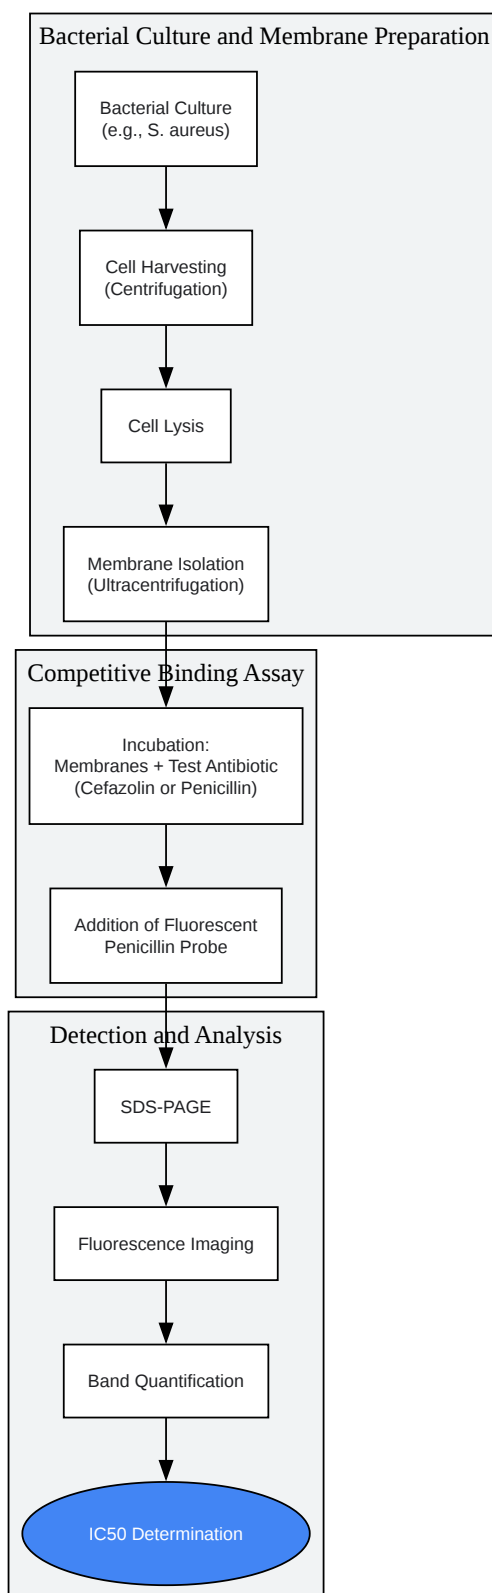 Bacterial Culture and Membrane Preparation
Bacterial Culture
(e.g., S. aureus)
Cell Harvesting
(Centrifugation)
Cell Lysis
Membrane Isolation
(Ultracentrifugation)
Competitive Binding Assay
Incubation:
Membranes + Test Antibiotic
(Cefazolin or Penicillin)
Addition of Fluorescent
Penicillin Probe
Detection and Analysis
SDS-PAGE
Fluorescence Imaging
Band Quantification
IC50 Determination